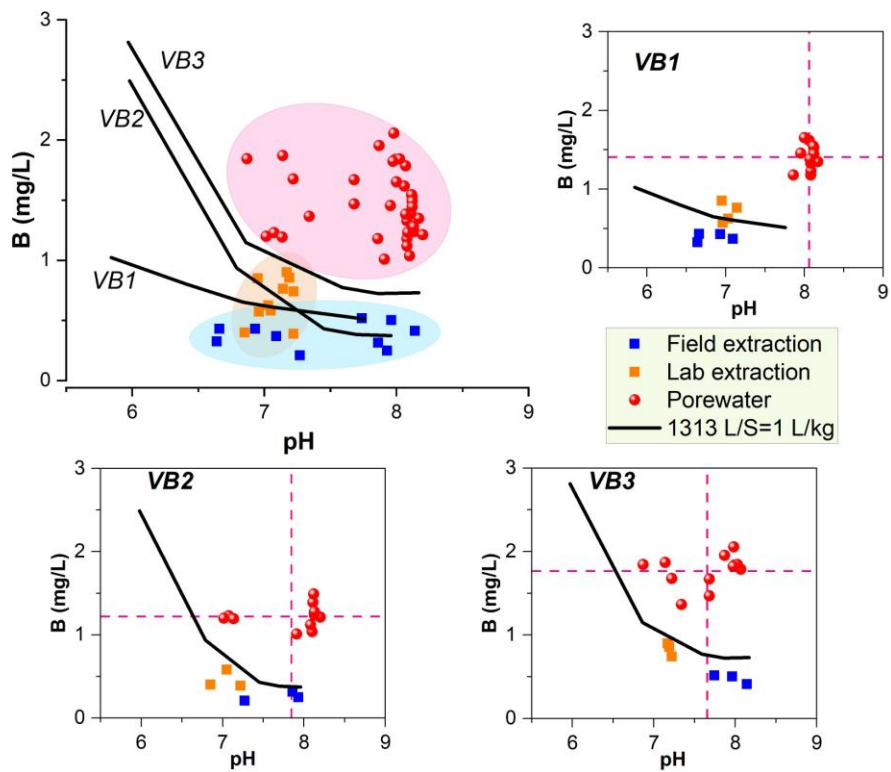 3
2
1
0
B (mg/L)
VB3
VB2
VB1
5
6
7
8
9
pH
VB1
3
2
1
0
B (mg/L)
5
6
7
8
9
pH
Field extraction
Lab extraction
Porewater
1313 L/S=1 L/kg
VB2
3
2
1
0
B (mg/L)
6
7
8
9
pH
VB3
3
2
1
0
B (mg/L)
6
7
8
9
pH